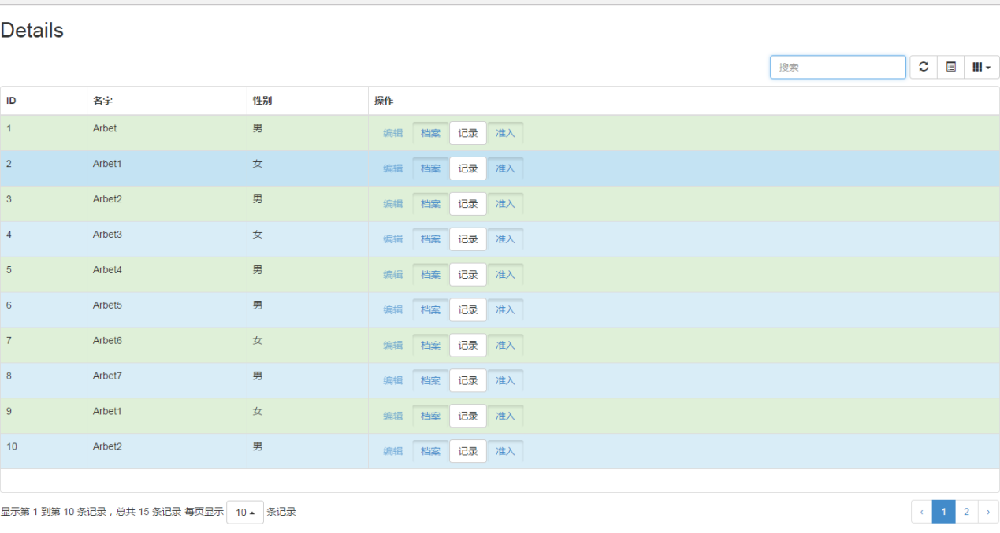 Details
搜索
ID 名字 性别 操作
1 Arbet 男 编辑 档案 记录 准入
2 Arbet1 女 编辑 档案 记录 准入
3 Arbet2 男 编辑 档案 记录 准入
4 Arbet3 女 编辑 档案 记录 准入
5 Arbet4 男 编辑 档案 记录 准入
6 Arbet5 男 编辑 档案 记录 准入
7 Arbet6 女 编辑 档案 记录 准入
8 Arbet7 男 编辑 档案 记录 准入
9 Arbet1 女 编辑 档案 记录 准入
10 Arbet2 男 编辑 档案 记录 准入
显示第 1 到第 10 条记录，总共 15 条记录 每页显示 10 条记录 ‹ 1 2 ›